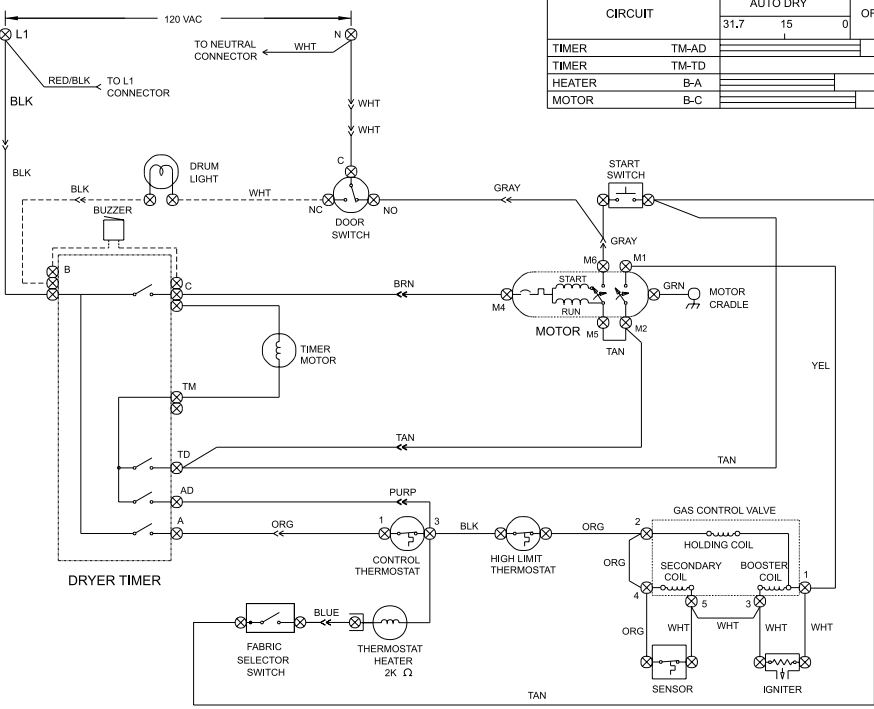 120 VAC
L1
N
TO NEUTRAL
CONNECTOR
WHT
RED/BLK
TO L1
CONNECTOR
BLK
WHT
WHT
BLK
CIRCUIT
AUTO DRY
31.7 15 0
TIMER TM-AD
TIMER TM-TD
HEATER B-A
MOTOR B-C
DRUM
LIGHT
C
BLK
WHT
NC
NO
DOOR
SWITCH
GRAY
START
SWITCH
BUZZER
GRAY
B
C
BRN
M6
M1
START
RUN
M4
M5
M2
MOTOR
TAN
GRN
MOTOR
CRADLE
TIMER
MOTOR
YEL
TM
TAN
TD
TAN
AD
PURP
A
ORG
1
3
CONTROL
THERMOSTAT
BLK
HIGH LIMIT
THERMOSTAT
ORG
GAS CONTROL VALVE
2
HOLDING COIL
ORG
SECONDARY
COIL
BOOSTER
COIL
1
4
5
3
DRYER TIMER
BLUE
FABRIC
SELECTOR
SWITCH
THERMOSTAT
HEATER
2K Ω
ORG
WHT
WHT
WHT
WHT
SENSOR
IGNITER
TAN